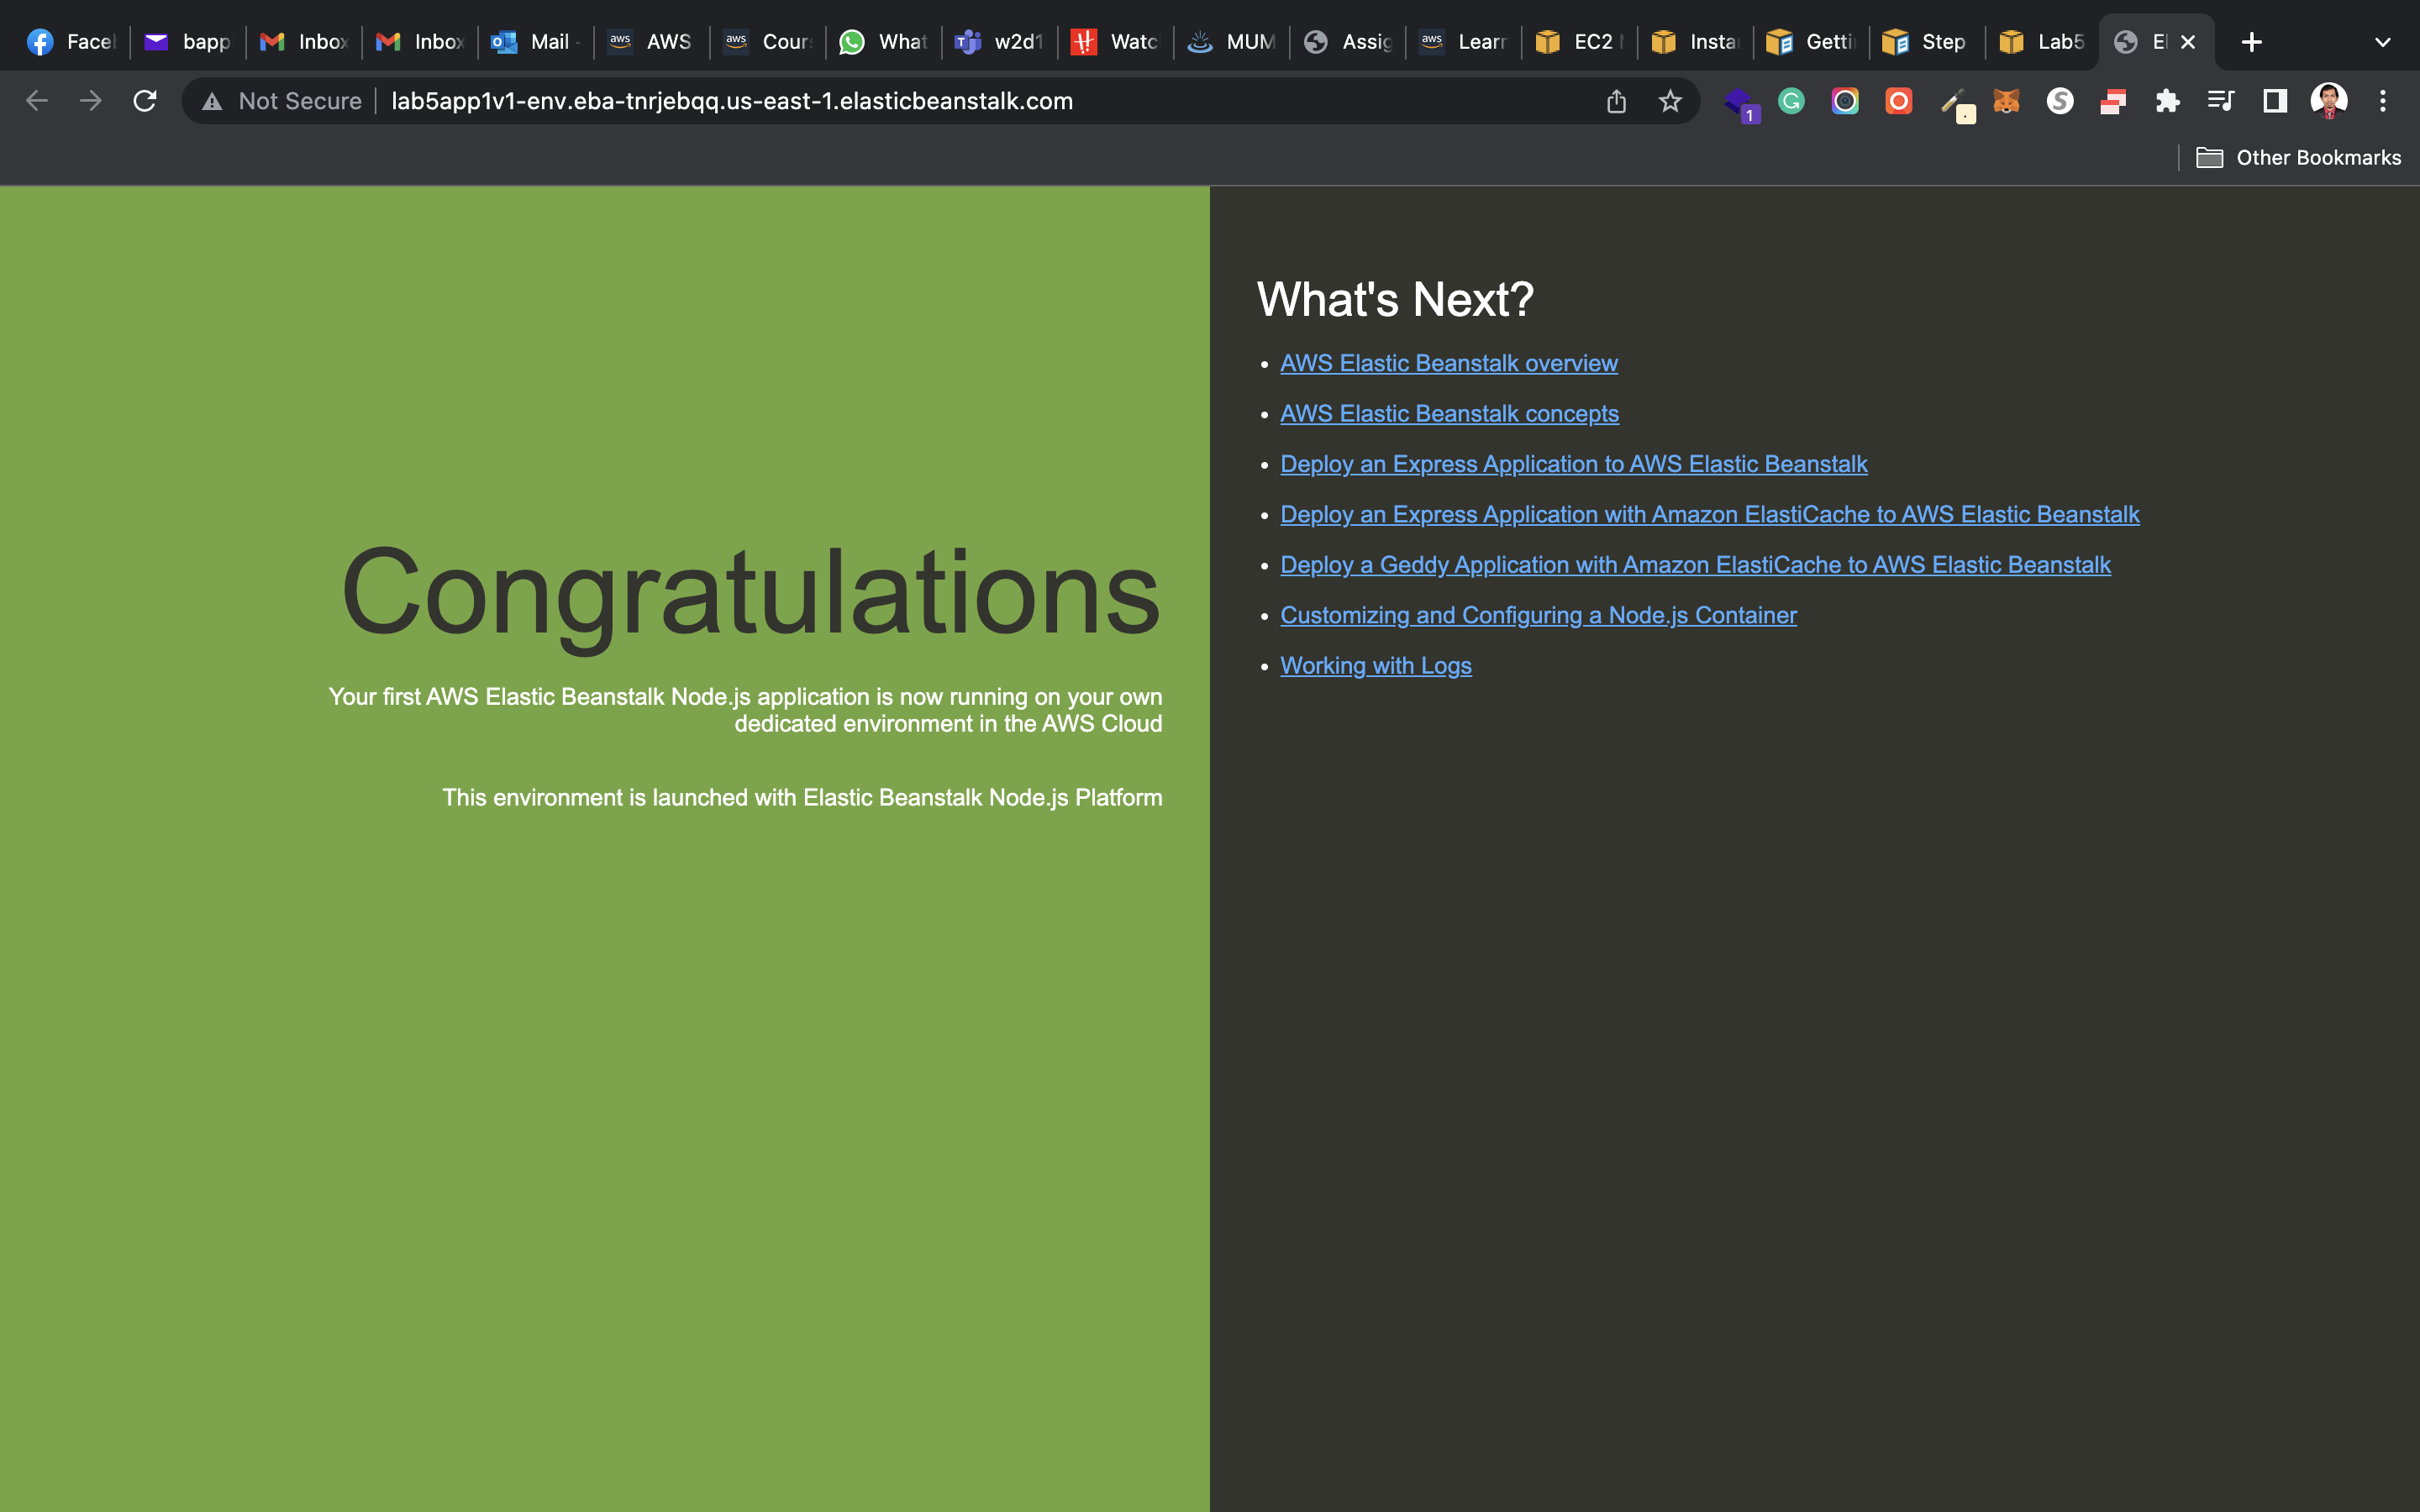 Facel bapp Inbox Inbox Mail - aws AWS aws Cour What w2d1 Watc MUM Assig aws Learn EC2 Insta Getti Step Lab5 El
Not Secure lab5app1v1-env.eba-tnrjebqq.us-east-1.elasticbeanstalk.com 1
Other Bookmarks
Congratulations
Your first AWS Elastic Beanstalk Node.js application is now running on your own
dedicated environment in the AWS Cloud
This environment is launched with Elastic Beanstalk Node.js Platform
What's Next?
• AWS Elastic Beanstalk overview
• AWS Elastic Beanstalk concepts
• Deploy an Express Application to AWS Elastic Beanstalk
• Deploy an Express Application with Amazon ElastiCache to AWS Elastic Beanstalk
• Deploy a Geddy Application with Amazon ElastiCache to AWS Elastic Beanstalk
• Customizing and Configuring a Node.js Container
• Working with Logs